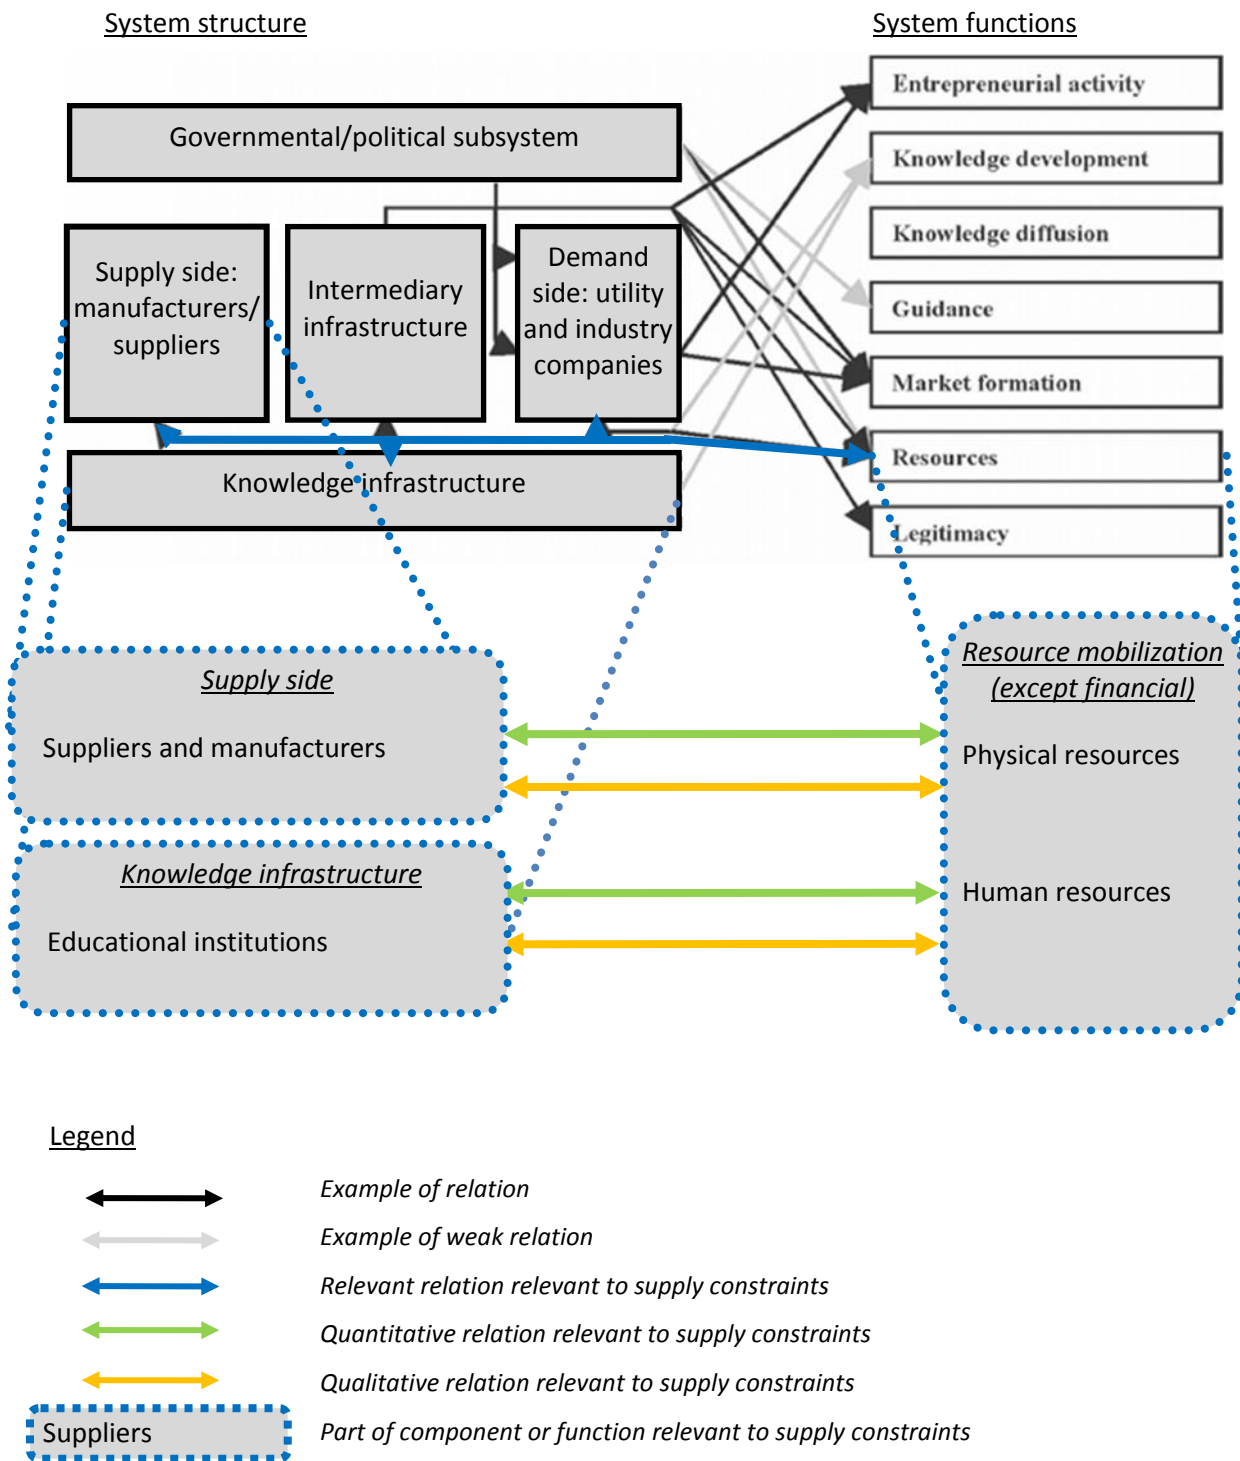 System structure
System functions
Governmental/political subsystem
Supply side:
manufacturers/
suppliers
Intermediary
infrastructure
Demand
side: utility
and industry
companies
Knowledge infrastructure
Entrepreneurial activity
Knowledge development
Knowledge diffusion
Guidance
Market formation
Resources
Legitimacy
Supply side
Suppliers and manufacturers
Knowledge infrastructure
Educational institutions
Resource mobilization
(except financial)
Physical resources
Human resources
Legend
Example of relation
Example of weak relation
Relevant relation relevant to supply constraints
Quantitative relation relevant to supply constraints
Qualitative relation relevant to supply constraints
Suppliers
Part of component or function relevant to supply constraints